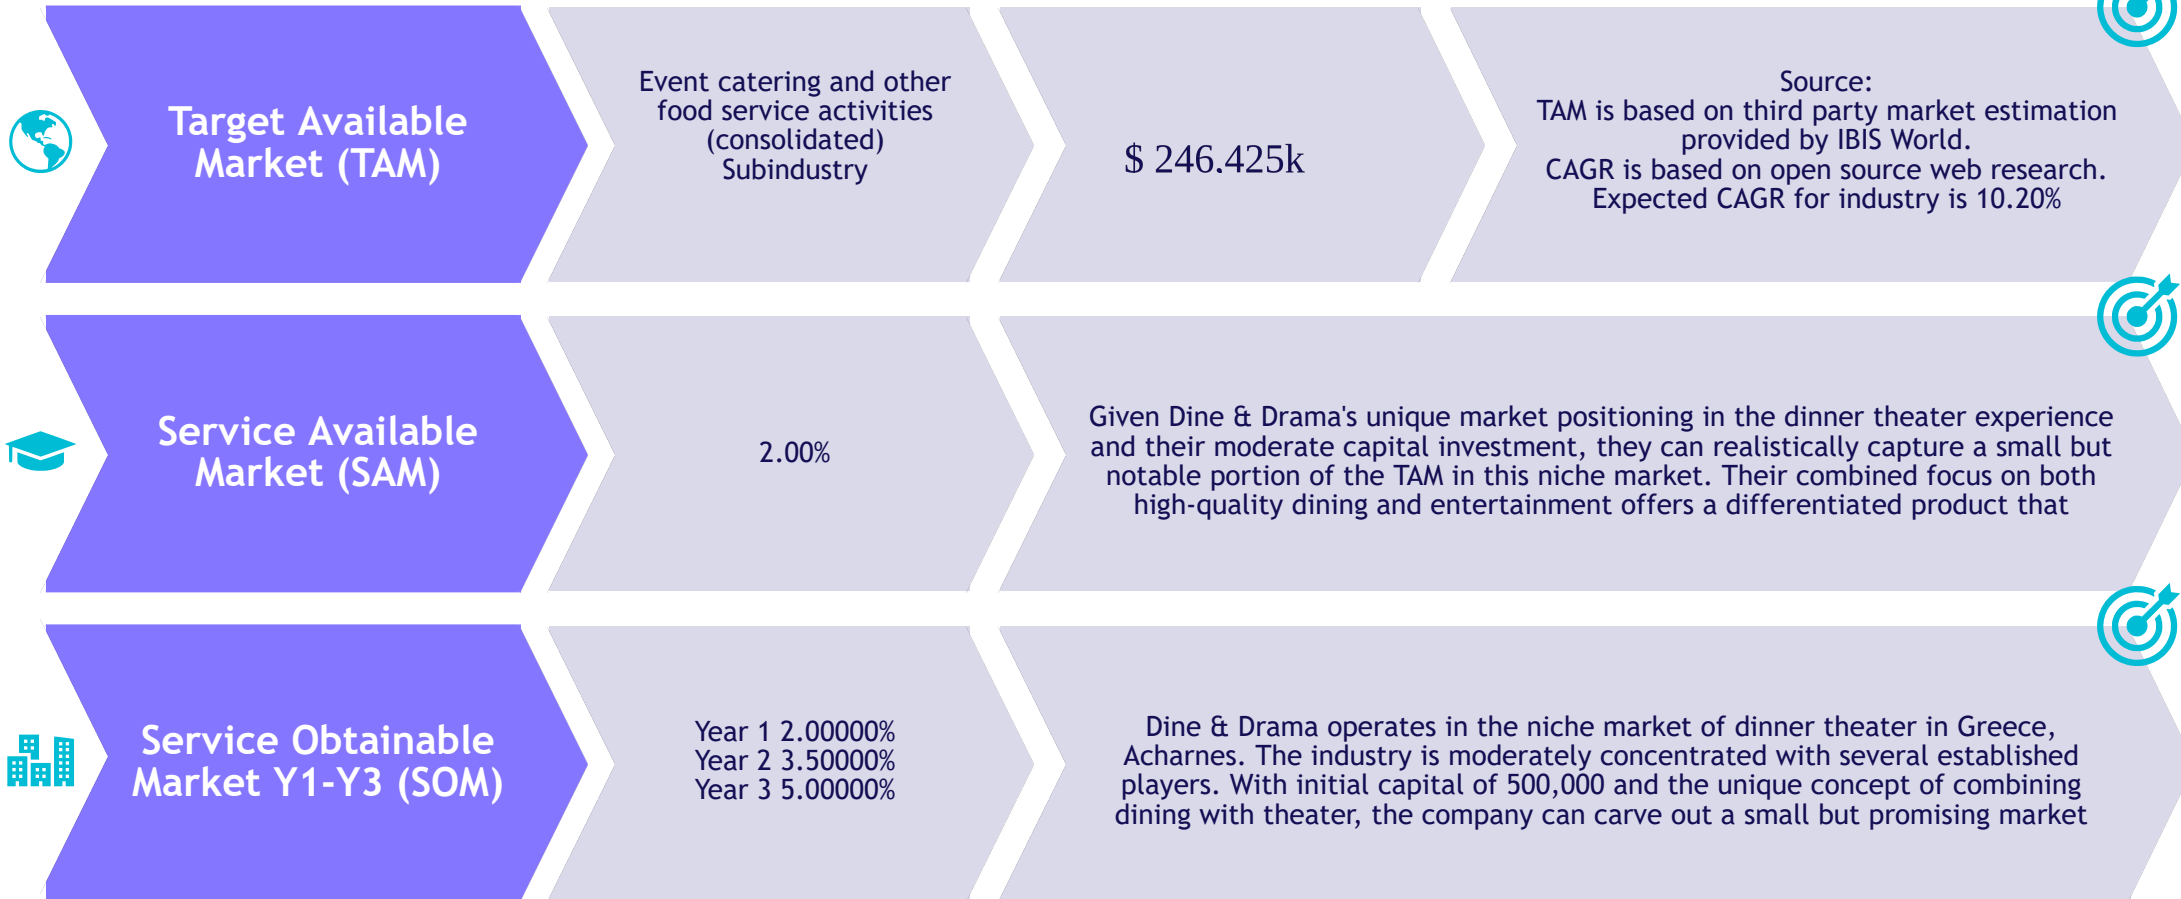 Target Available
Market (TAM)
Event catering and other
food service activities
(consolidated)
Subindustry
$ 246.425k
Source:
TAM is based on third party market estimation
provided by IBIS World.
CAGR is based on open source web research.
Expected CAGR for industry is 10.20%
Service Available
Market (SAM)
2.00%
Given Dine & Drama's unique market positioning in the dinner theater experience
and their moderate capital investment, they can realistically capture a small but
notable portion of the TAM in this niche market. Their combined focus on both
high-quality dining and entertainment offers a differentiated product that
Service Obtainable
Market Y1-Y3 (SOM)
Year 1 2.00000%
Year 2 3.50000%
Year 3 5.00000%
Dine & Drama operates in the niche market of dinner theater in Greece,
Acharnes. The industry is moderately concentrated with several established
players. With initial capital of 500,000 and the unique concept of combining
dining with theater, the company can carve out a small but promising market